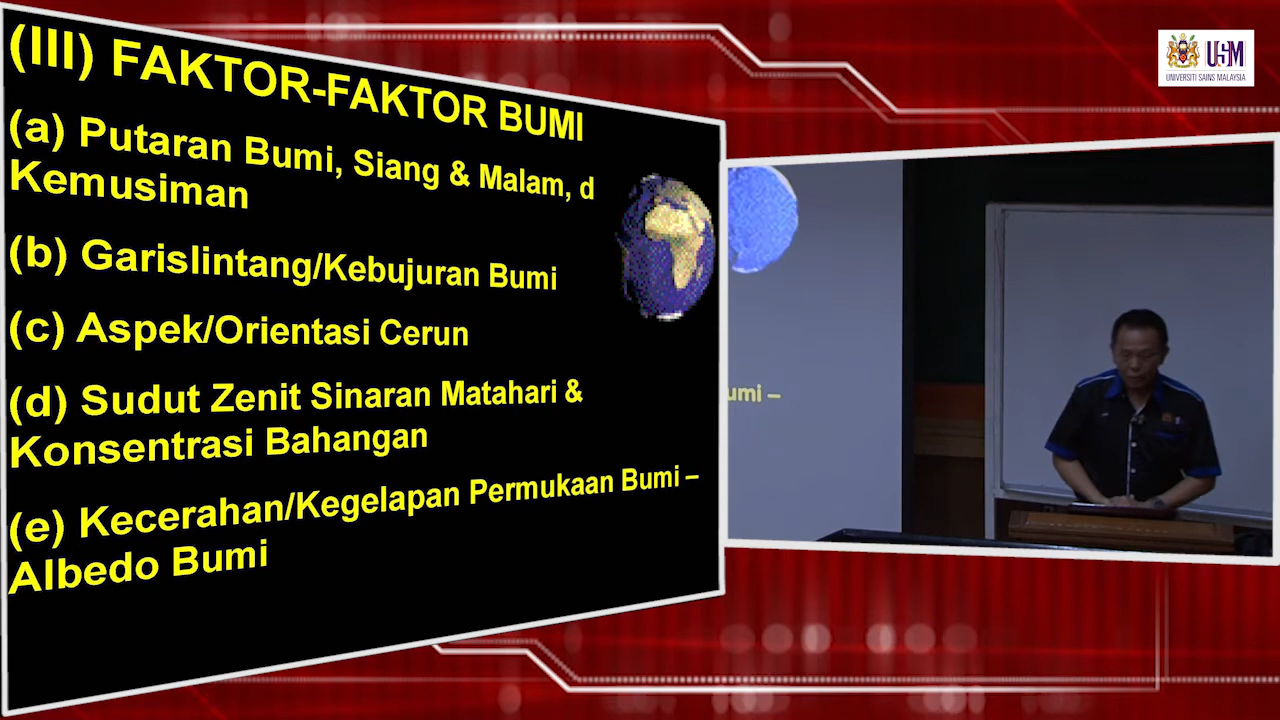 (III) FAKTOR-FAKTOR BUMI
(a) Putaran Bumi, Siang & Malam, d
Kemusiman
(b) Garislintang/Kebujuran Bumi
(c) Aspek/Orientasi Cerun
(d) Sudut Zenit Sinaran Matahari &
Konsentrasi Bahangan
(e) Kecerahan/Kegelapan Permukaan Bumi –
Albedo Bumi
USM
UNIVERSITI SAINS MALAYSIA
umi –